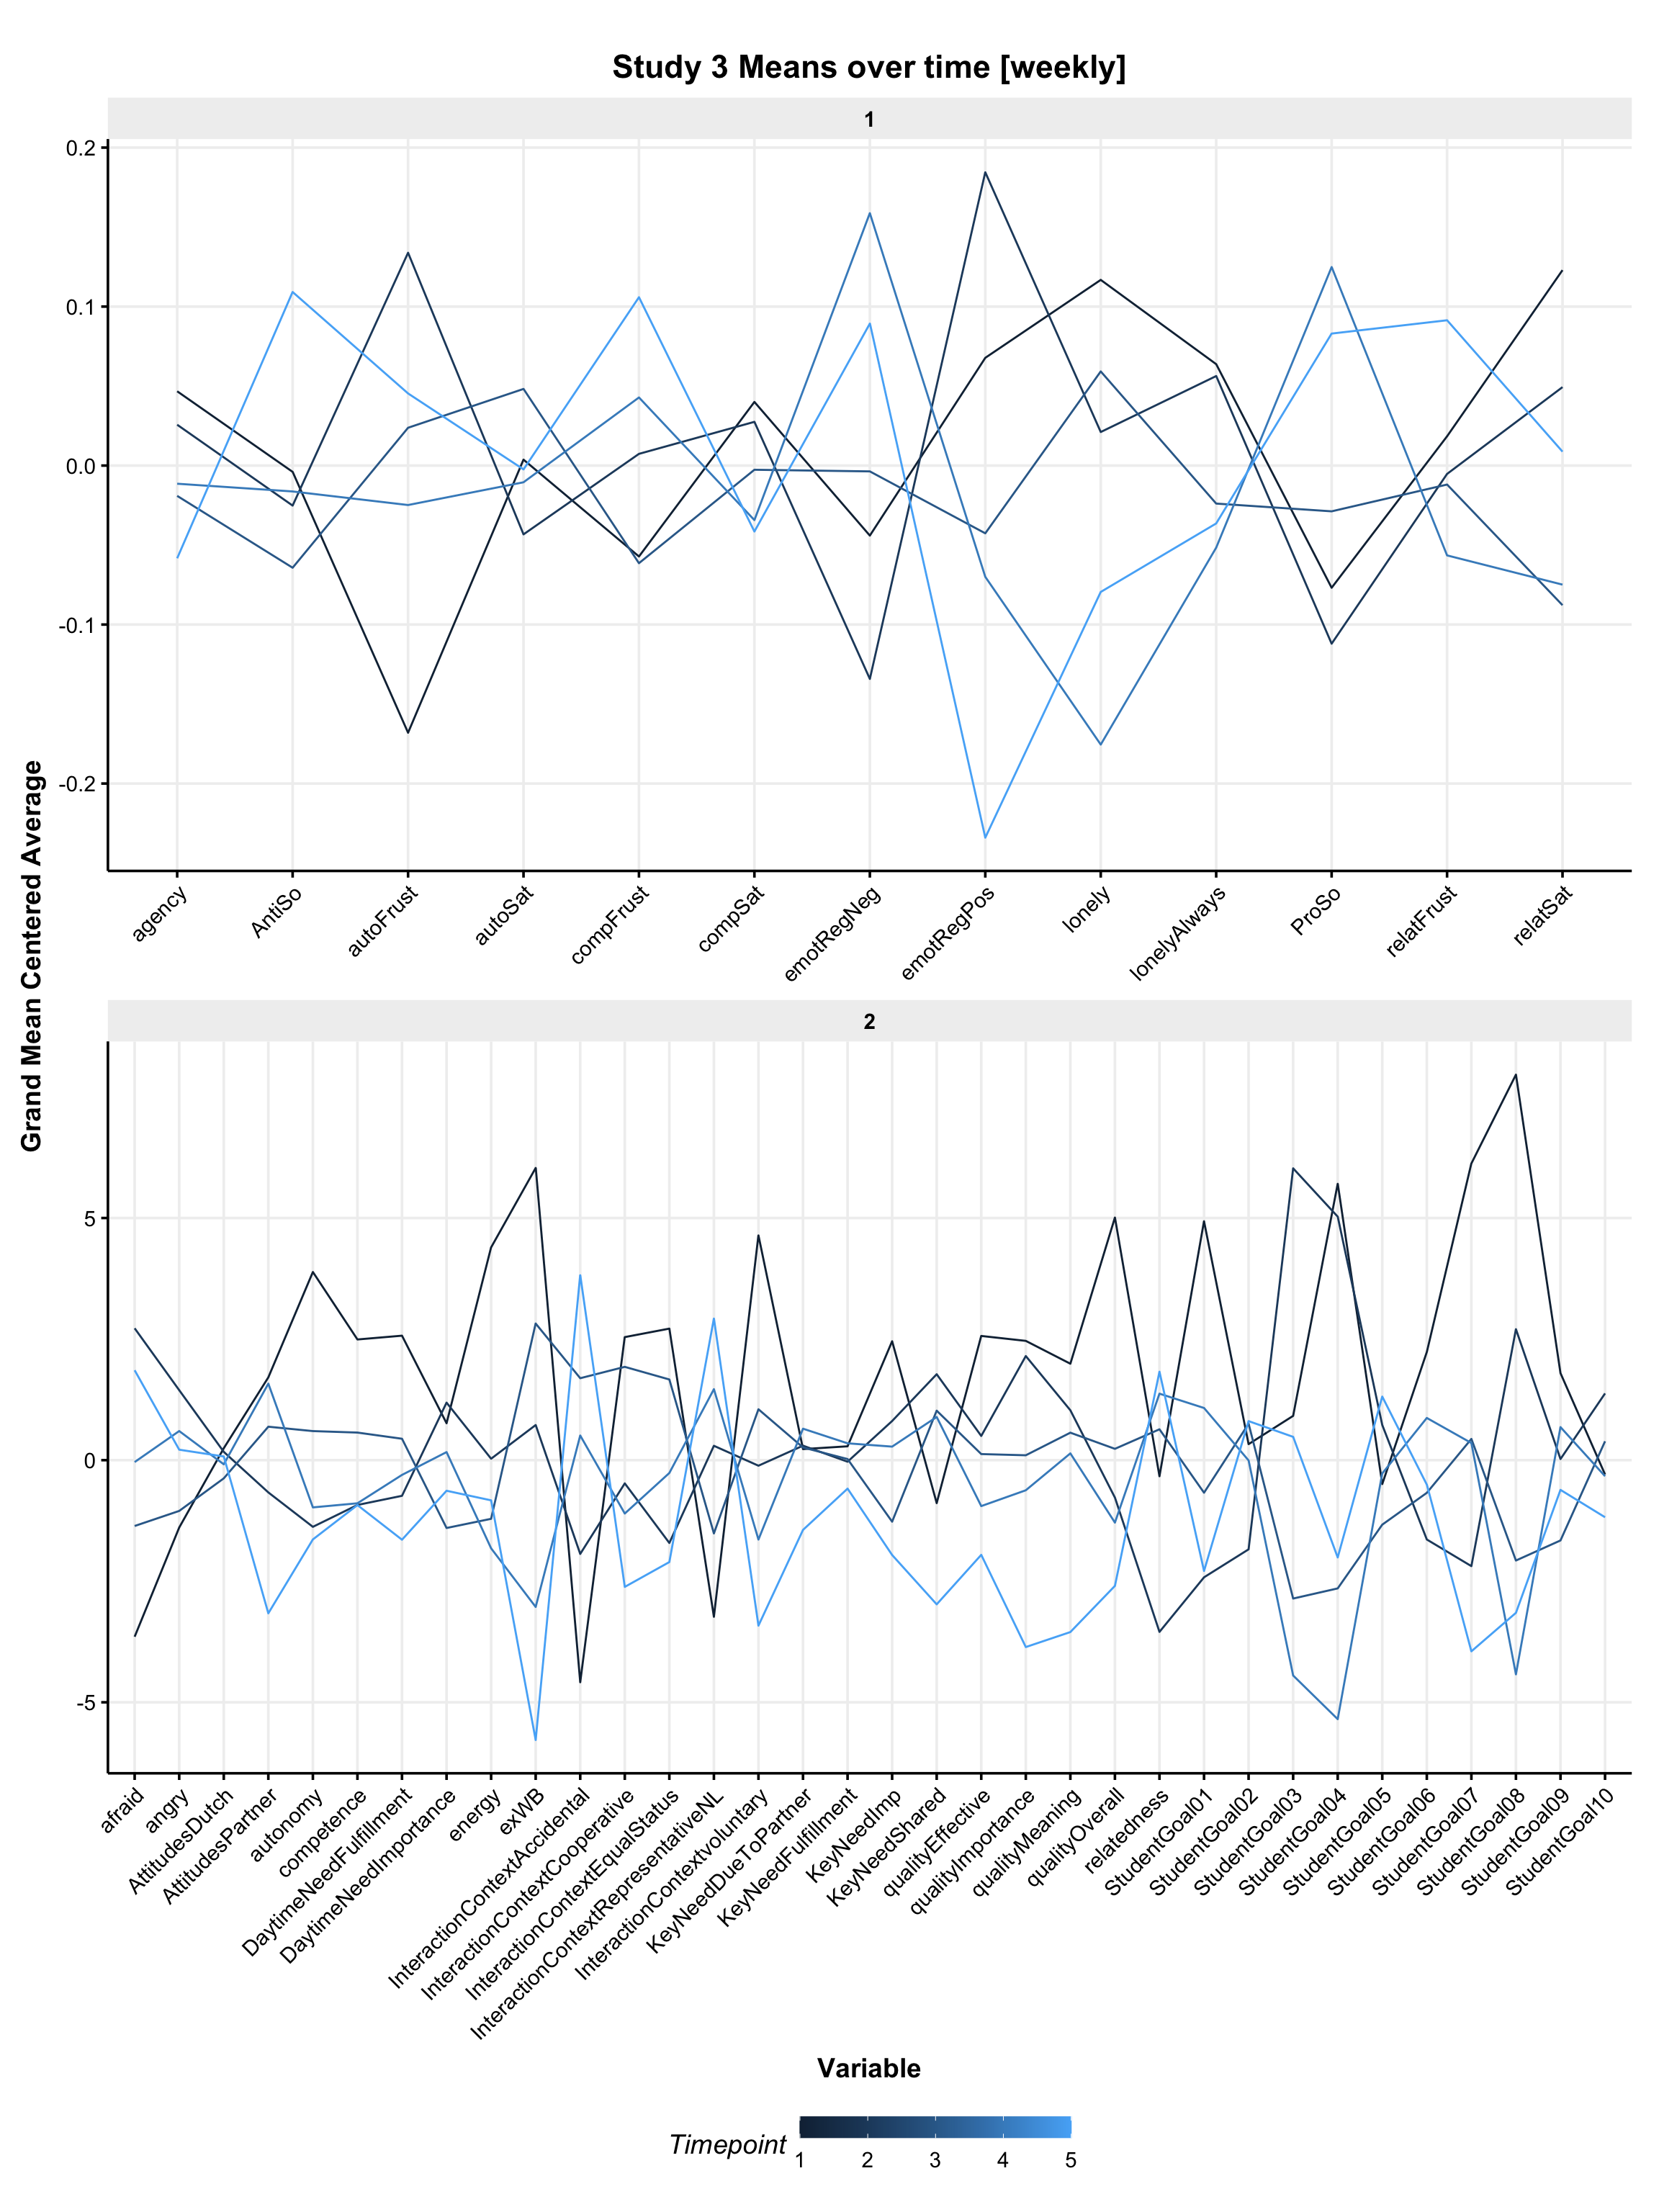 Study 3 Means over time [weekly]
1
0.2
0.1
0.0
-0.1
-0.2
agency
AntiSo
autoFrust
autoSat
compFrust
compSat
emotRegNeg
emotRegPos
lonely
lonelyAlways
ProSo
relatFrust
relatSat
Grand Mean Centered Average
2
5
0
-5
afraid
angry
AttitudesDutch
AttitudesPartner
autonomy
competence
DaytimeNeedFulfillment
DaytimeNeedImportance
energy
exWB
InteractionContextAccidental
InteractionContextCooperative
InteractionContextEqualStatus
InteractionContextRepresentativeNL
InteractionContextvoluntary
KeyNeedDueToPartner
KeyNeedFulfillment
KeyNeedImp
KeyNeedShared
qualityEffective
qualityImportance
qualityMeaning
qualityOverall
relatedness
StudentGoal01
StudentGoal02
StudentGoal03
StudentGoal04
StudentGoal05
StudentGoal06
StudentGoal07
StudentGoal08
StudentGoal09
StudentGoal10
Variable
Timepoint
1 2 3 4 5